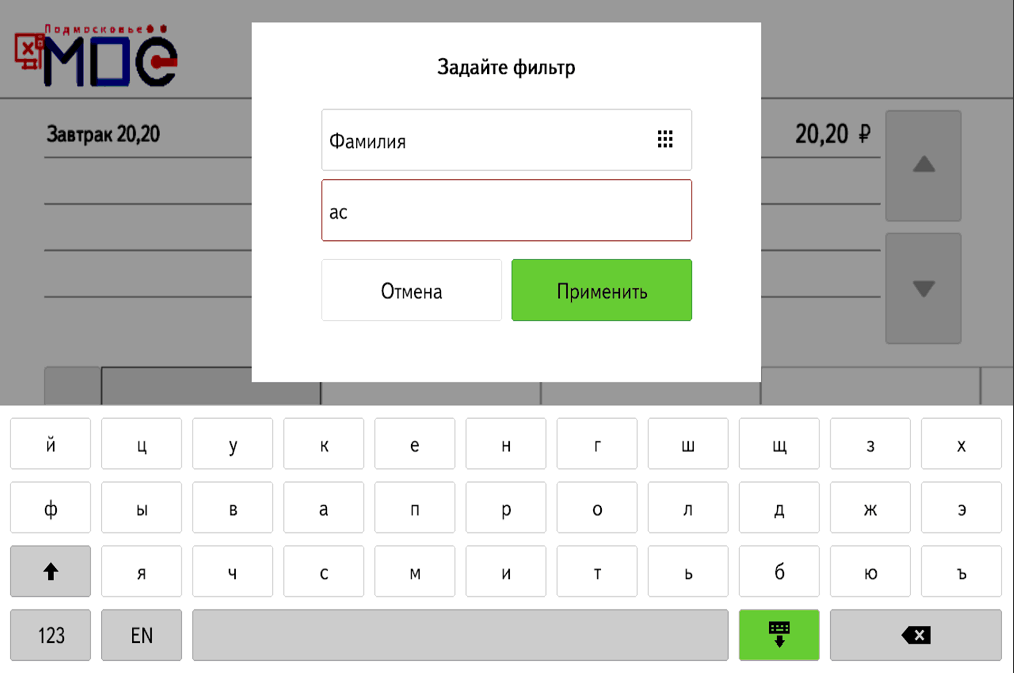 Подмосковье
МОС
Задайте фильтр
Завтрак 20,20
20,20 ₽
Фамилия
ас
Отмена
Применить
й ц у к е н г ш щ з х
ф ы в а п р о л д ж э
я ч с м и т ь б ю ъ
123 EN